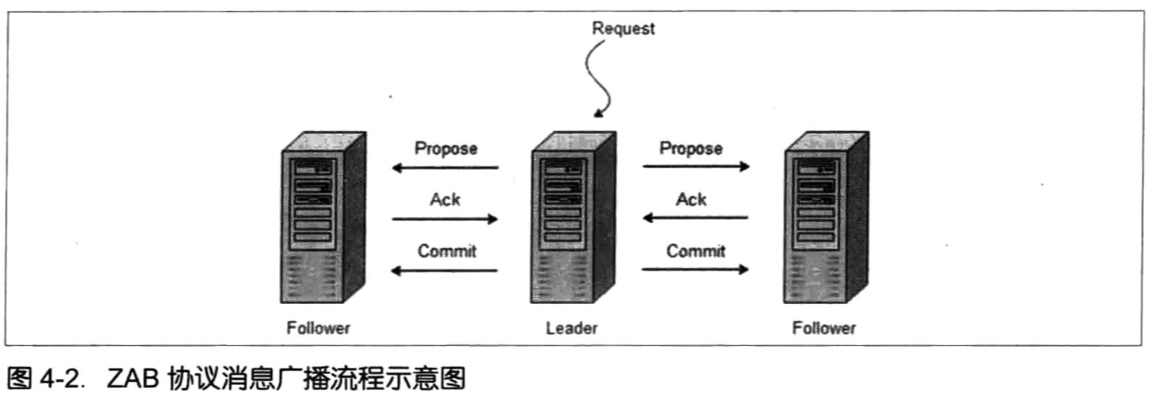 Request
Propose
Propose
Ack
Ack
Commit
Commit
Follower
Leader
Follower
图 4-2. ZAB 协议消息广播流程示意图